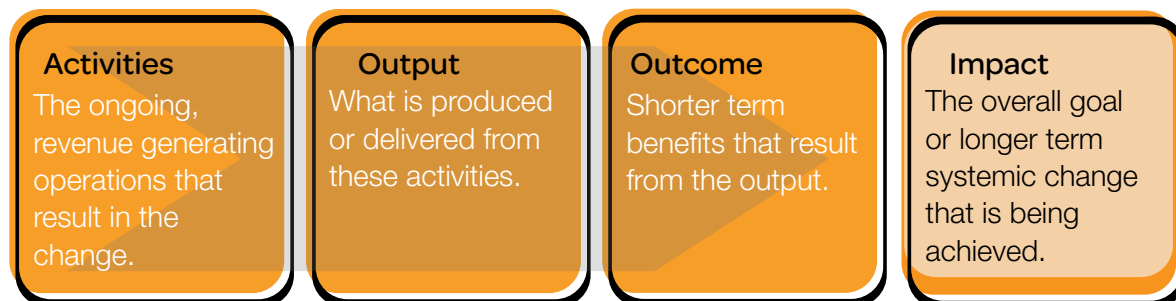 Activities
The ongoing,
revenue generating
operations that
result in the
change.
Output
What is produced
or delivered from
these activities.
Outcome
Shorter term
benefits that result
from the output.
Impact
The overall goal
or longer term
systemic change
that is being
achieved.